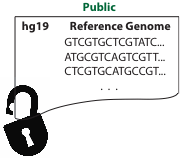 Public
hg19 Reference Genome
GTCGTGCTCGTATC...
ATGCGTCAGTCGTT...
CTCGTGCATGCCGT...
. . .